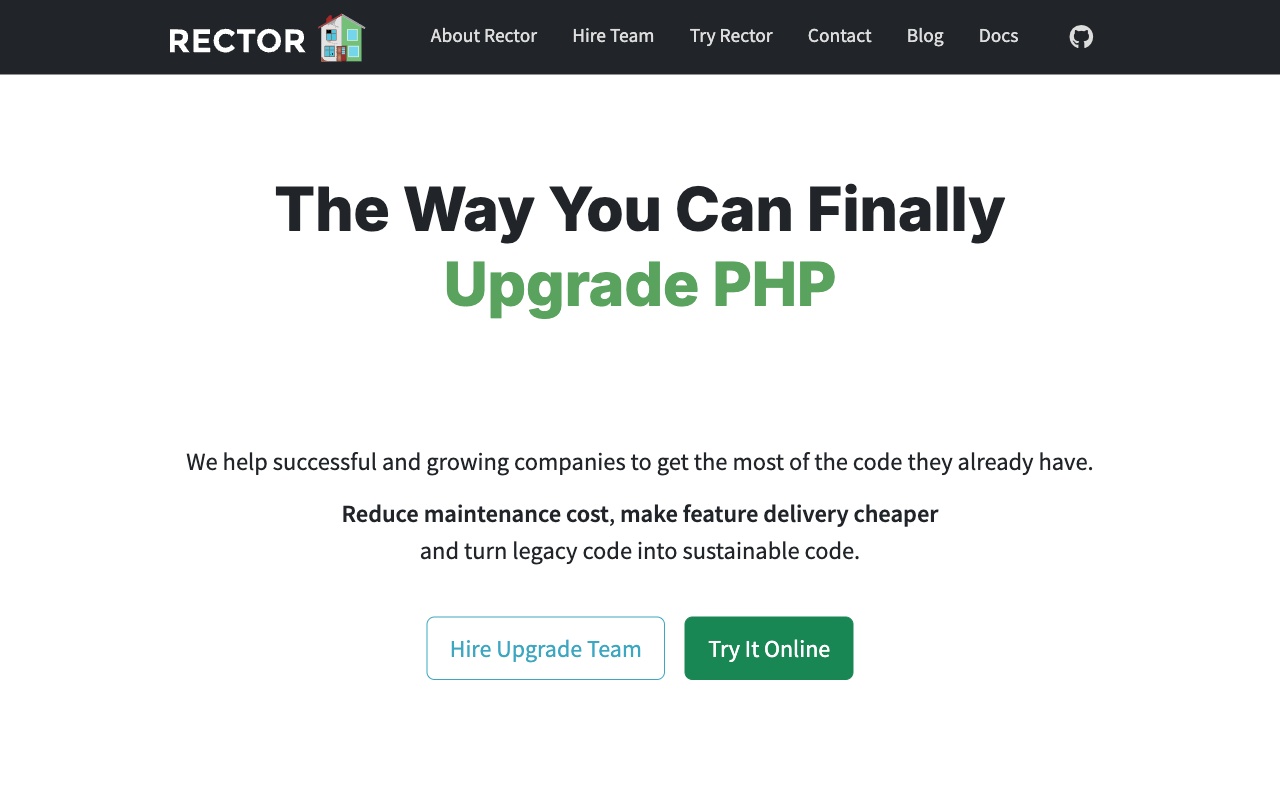 RECTOR
About Rector
Hire Team
Try Rector
Contact
Blog
Docs
The Way You Can Finally
Upgrade PHP
We help successful and growing companies to get the most of the code they already have.
Reduce maintenance cost, make feature delivery cheaper
and turn legacy code into sustainable code.
Hire Upgrade Team
Try It Online